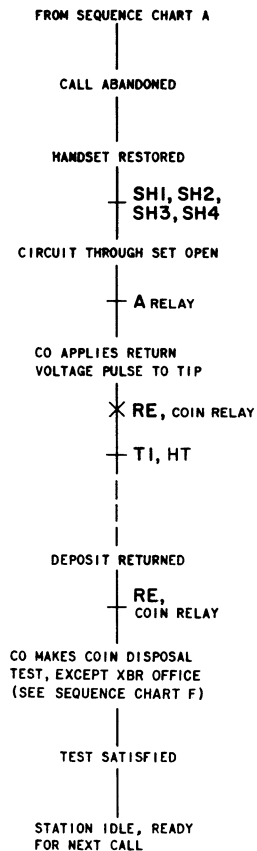 FROM SEQUENCE CHART A
CALL ABANDONED
HANDSET RESTORED
SH1, SH2,
SH3, SH4
CIRCUIT THROUGH SET OPEN
A RELAY
CO APPLIES RETURN
VOLTAGE PULSE TO TIP
RE, COIN RELAY
T1, HT
DEPOSIT RETURNED
RE,
COIN RELAY
CO MAKES COIN DISPOSAL
TEST, EXCEPT XBR OFFICE
(SEE SEQUENCE CHART F)
TEST SATISFIED
STATION IDLE, READY
FOR NEXT CALL